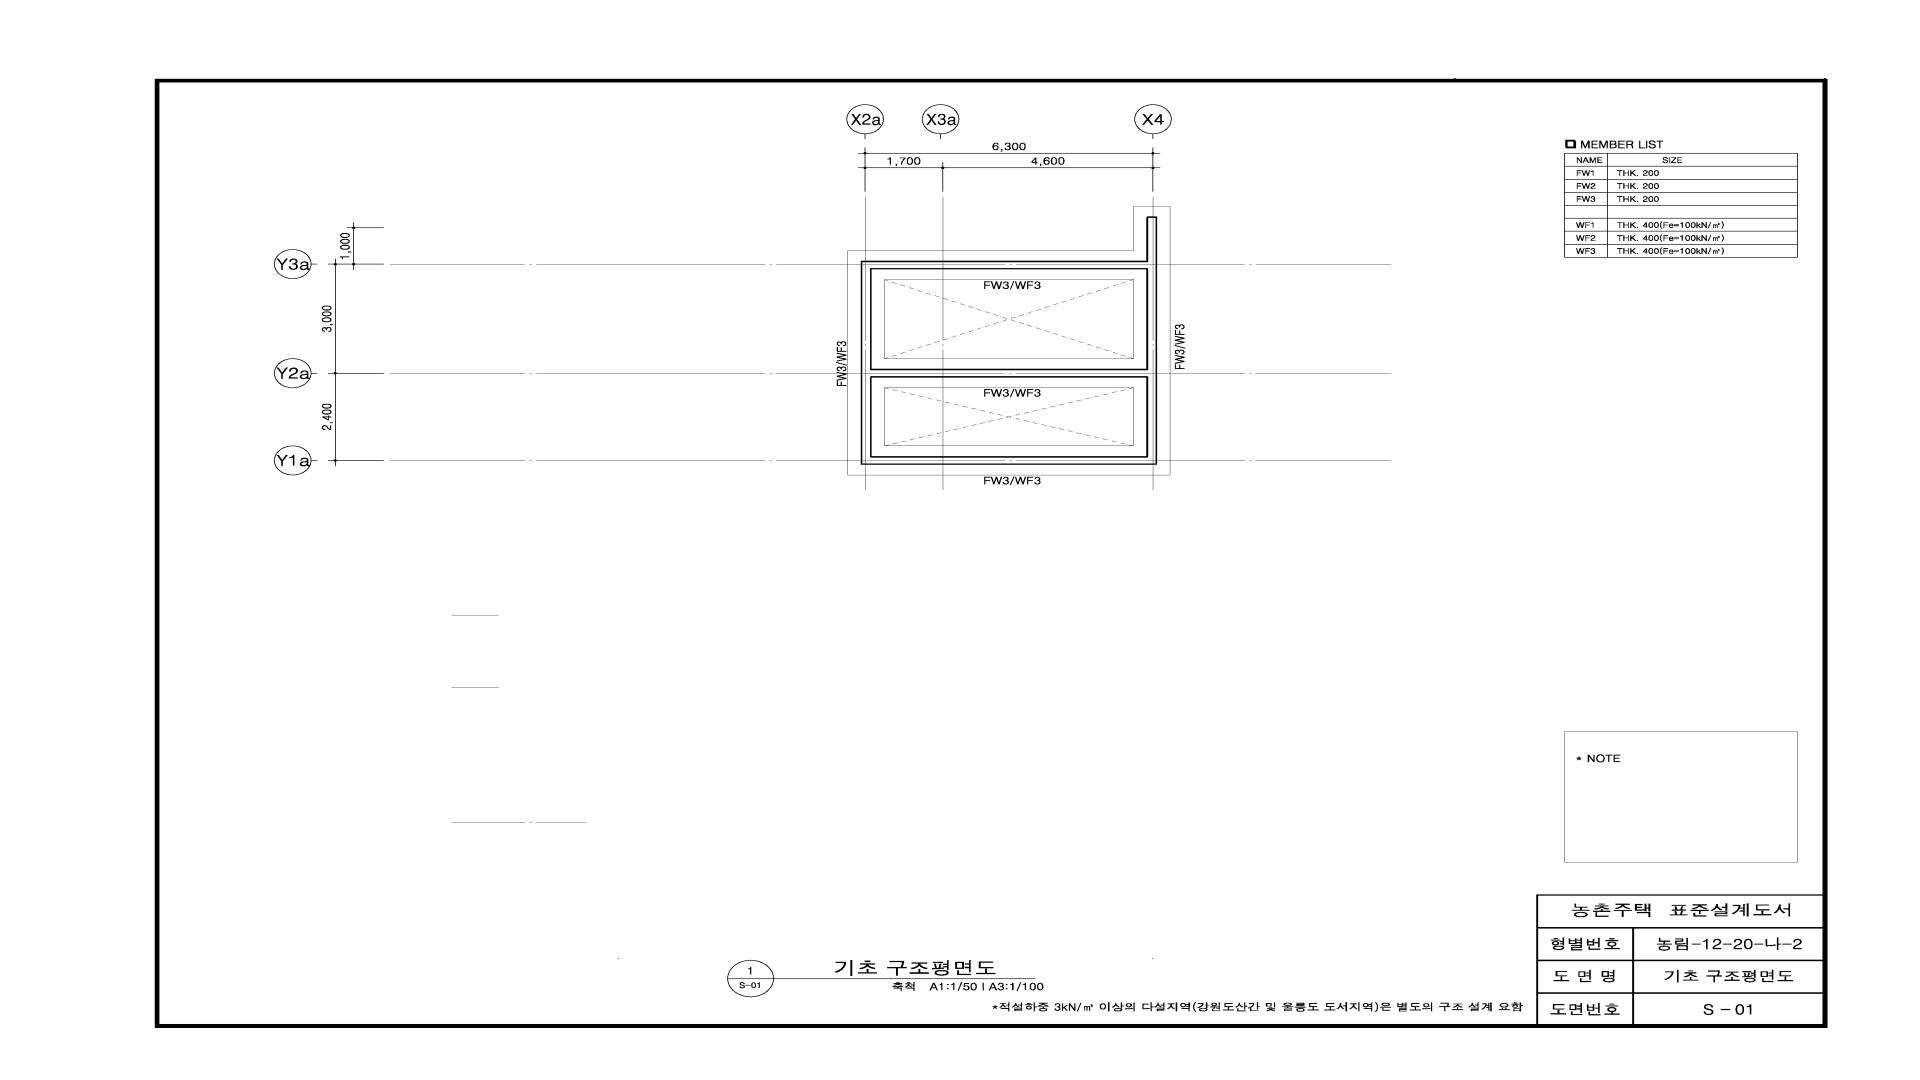 X2a X3a X4
6,300
1,700 4,600
MEMBER LIST
NAME SIZE
FW1 THK. 200
FW2 THK. 200
FW3 THK. 200
WF1 THK. 400(Fe=100kN/㎡)
WF2 THK. 400(Fe=100kN/㎡)
WF3 THK. 400(Fe=100kN/㎡)
1,000
Y3a
FW3/WF3
3,000
FW3/WF3
FW3/WF3
Y2a
FW3/WF3
2,400
Y1a
FW3/WF3
* NOTE
농촌주택 표준설계도서
형별번호 농림-12-20-나-2
도 면 명 기초 구조평면도
도면번호 S - 01
1
S-01
기초 구조평면도
축척 A1:1/50 | A3:1/100
*적설하중 3kN/㎡ 이상의 다설지역(강원도산간 및 울릉도 도서지역)은 별도의 구조 설계 요함